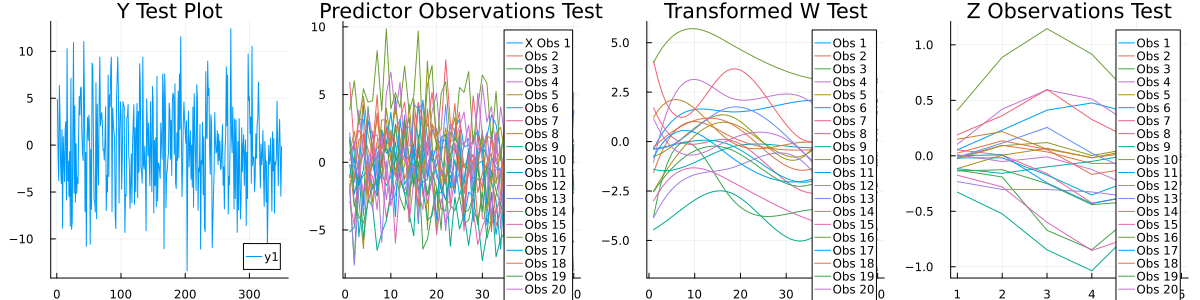 Y Test Plot
10
5
0
−5
−10
0
100
200
300
y1
Predictor Observations Test
10
5
0
−5
0
10
20
30
0
X Obs 1
Obs 2
Obs 3
Obs 4
Obs 5
Obs 6
Obs 7
Obs 8
Obs 9
Obs 10
Obs 11
Obs 12
Obs 13
Obs 14
Obs 15
Obs 16
Obs 17
Obs 18
Obs 19
Obs 20
Transformed W Test
5.0
2.5
0.0
−2.5
−5.0
0
10
20
30
0
Obs 1
Obs 2
Obs 3
Obs 4
Obs 5
Obs 6
Obs 7
Obs 8
Obs 9
Obs 10
Obs 11
Obs 12
Obs 13
Obs 14
Obs 15
Obs 16
Obs 17
Obs 18
Obs 19
Obs 20
Z Observations Test
1.0
0.5
0.0
−0.5
−1.0
1
2
3
4
Obs 1
Obs 2
Obs 3
Obs 4
Obs 5
Obs 6
Obs 7
Obs 8
Obs 9
Obs 10
Obs 11
Obs 12
Obs 13
Obs 14
Obs 15
Obs 16
Obs 17
Obs 18
Obs 19
Obs 20